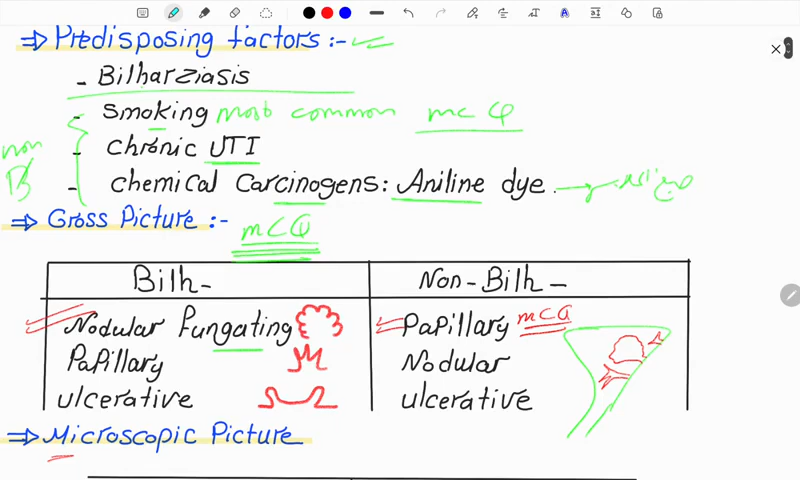 ⇒ Predisposing factors :-
- Bilharziasis
- Smoking most common mcq
- chronic UTI
non B
- chemical Carcinogens: Aniline dye.
⇒ Gross Picture :- mcQ
Bilh- Non-Bilh-
Nodular Fungating Papillary mcQ
Papillary Nodular
ulcerative ulcerative
⇒ Microscopic Picture